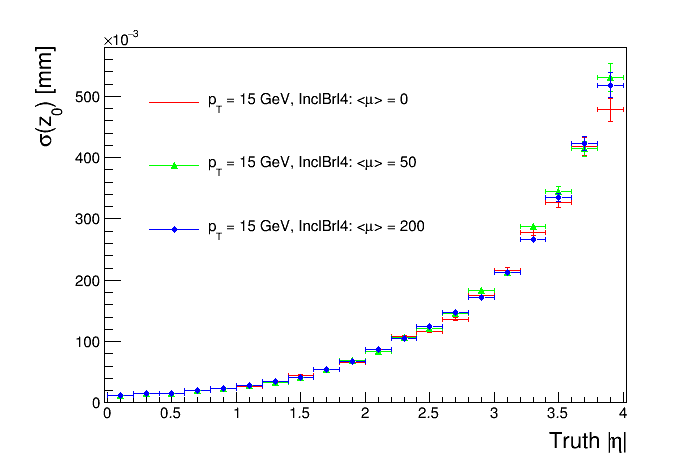 ×10⁻³
σ(z₀) [mm]
500
400
300
200
100
0
p_T = 15 GeV, InclBrl4: <μ> = 0
p_T = 15 GeV, InclBrl4: <μ> = 50
p_T = 15 GeV, InclBrl4: <μ> = 200
0 0.5 1 1.5 2 2.5 3 3.5 4
Truth |η|